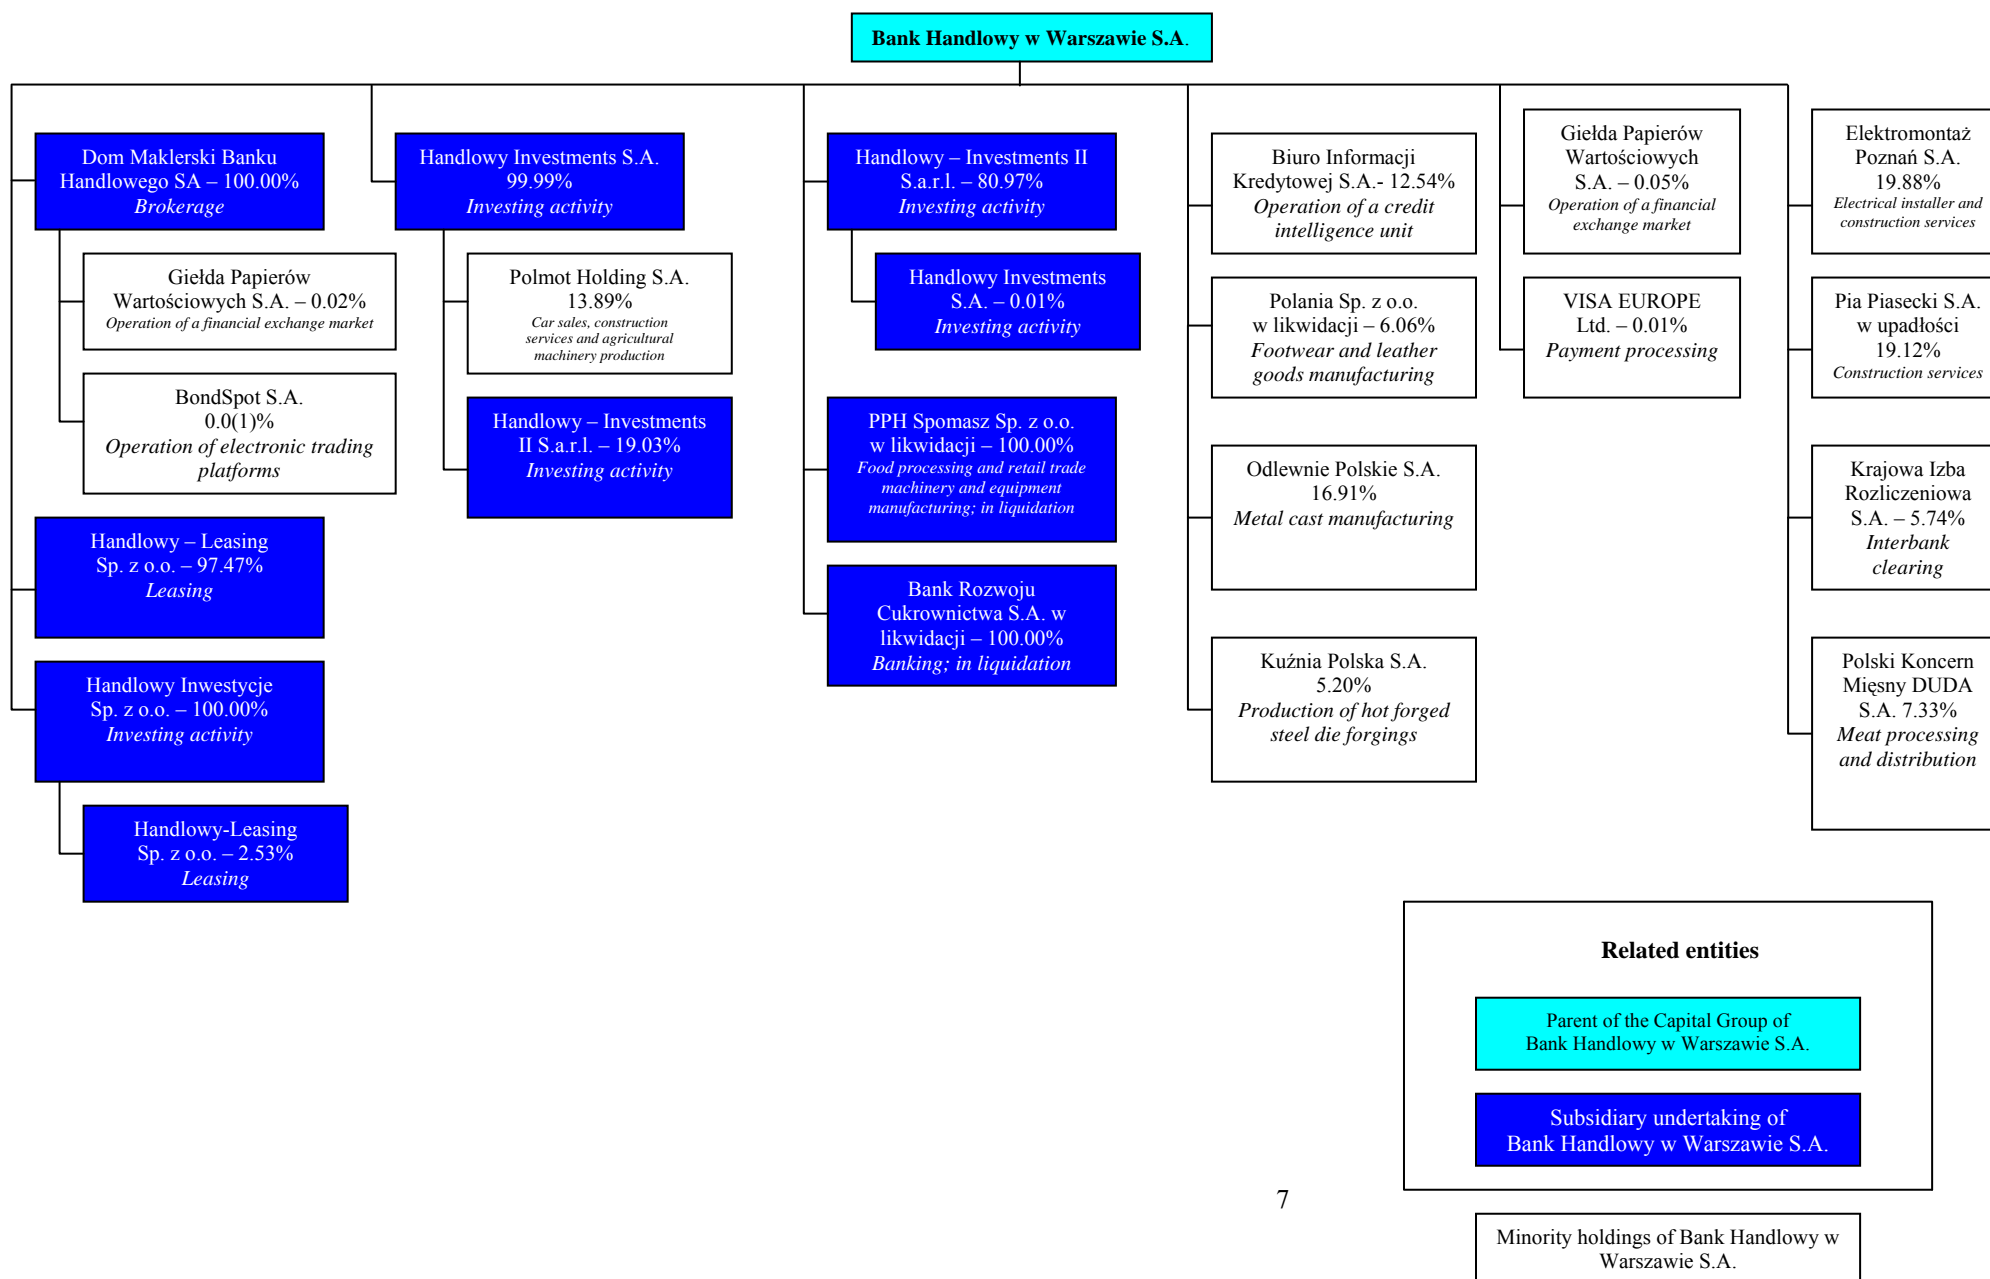 Bank Handlowy w Warszawie S.A.
Dom Maklerski Banku
Handlowego SA – 100.00%
Brokerage
Giełda Papierów
Wartościowych S.A. – 0.02%
Operation of a financial exchange market
BondSpot S.A.
0.0(1)%
Operation of electronic trading
platforms
Handlowy – Leasing
Sp. z o.o. – 97.47%
Leasing
Handlowy Inwestycje
Sp. z o.o. – 100.00%
Investing activity
Handlowy-Leasing
Sp. z o.o. – 2.53%
Leasing
Handlowy Investments S.A.
99.99%
Investing activity
Polmot Holding S.A.
13.89%
Car sales, construction
services and agricultural
machinery production
Handlowy – Investments
II S.a.r.l. – 19.03%
Investing activity
Handlowy – Investments II
S.a.r.l. – 80.97%
Investing activity
Handlowy Investments
S.A. – 0.01%
Investing activity
PPH Spomasz Sp. z o.o.
w likwidacji – 100.00%
Food processing and retail trade
machinery and equipment
manufacturing; in liquidation
Bank Rozwoju
Cukrownictwa S.A. w
likwidacji – 100.00%
Banking; in liquidation
Biuro Informacji
Kredytowej S.A.- 12.54%
Operation of a credit
intelligence unit
Polania Sp. z o.o.
w likwidacji – 6.06%
Footwear and leather
goods manufacturing
Odlewnie Polskie S.A.
16.91%
Metal cast manufacturing
Kuźnia Polska S.A.
5.20%
Production of hot forged
steel die forgings
Giełda Papierów
Wartościowych
S.A. – 0.05%
Operation of a financial
exchange market
VISA EUROPE
Ltd. – 0.01%
Payment processing
Elektromontaż
Poznań S.A.
19.88%
Electrical installer and
construction services
Pia Piasecki S.A.
w upadłości
19.12%
Construction services
Krajowa Izba
Rozliczeniowa
S.A. – 5.74%
Interbank
clearing
Polski Koncern
Mięsny DUDA
S.A. 7.33%
Meat processing
and distribution
Related entities
Parent of the Capital Group of
Bank Handlowy w Warszawie S.A.
Subsidiary undertaking of
Bank Handlowy w Warszawie S.A.
7
Minority holdings of Bank Handlowy w
Warszawie S.A.